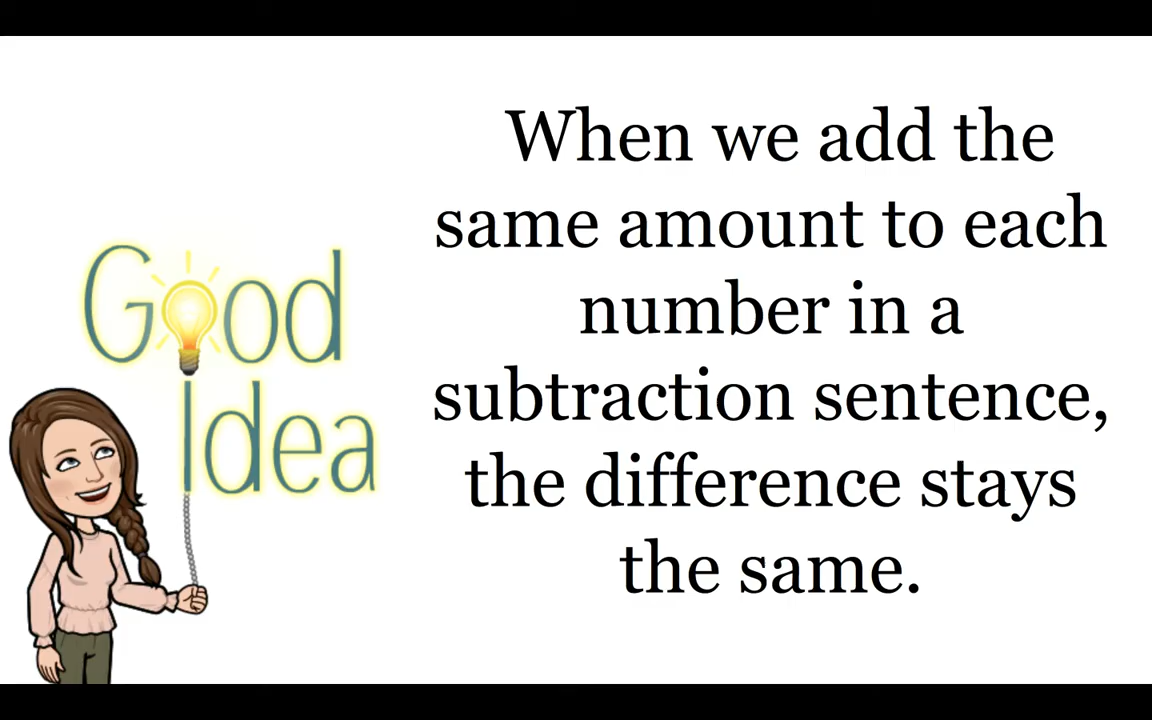 Good
Idea
When we add the
same amount to each
number in a
subtraction sentence,
the difference stays
the same.